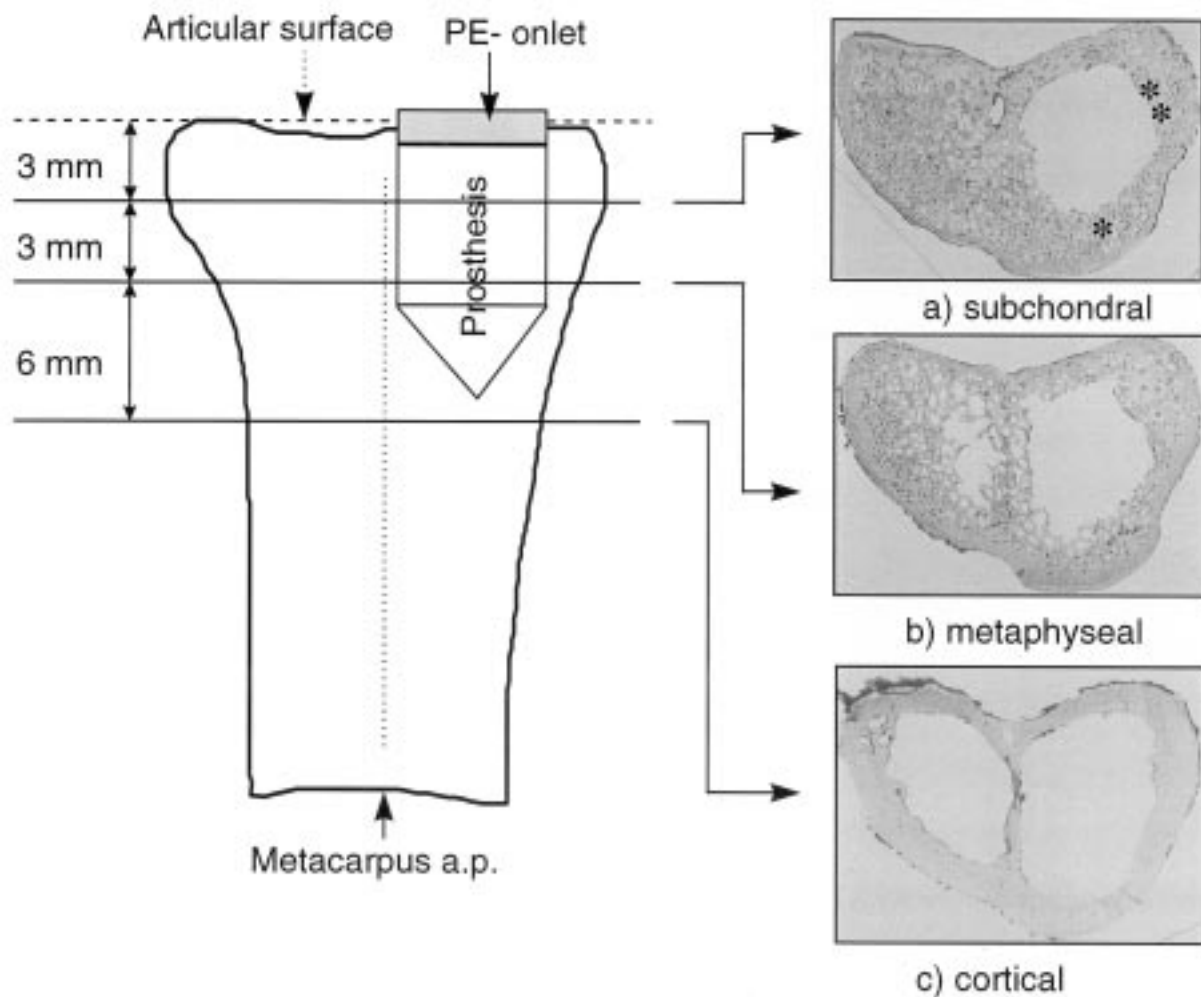 Articular surface
PE- onlet
3 mm
3 mm
6 mm
Prosthesis
Metacarpus a.p.
**
*
a) subchondral
b) metaphyseal
c) cortical